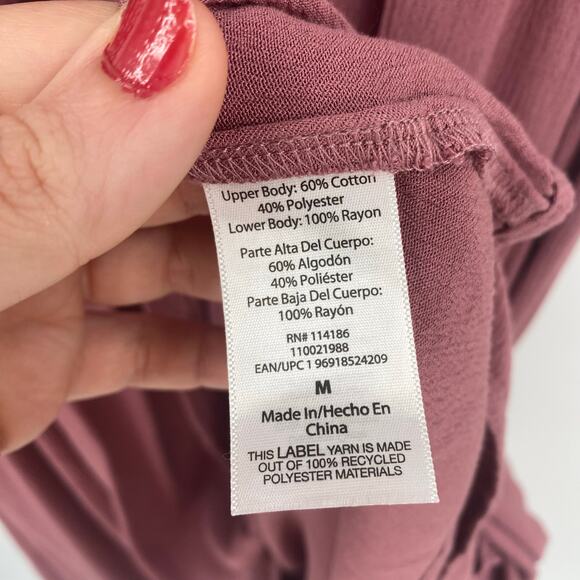 Upper Body: 60% Cotton
40% Polyester
Lower Body: 100% Rayon
Parte Alta Del Cuerpo:
60% Algodón
40% Poliéster
Parte Baja Del Cuerpo:
100% Rayón
RN# 114186
110021988
EAN/UPC 1 96918524209
M
Made In/Hecho En
China
THIS LABEL YARN IS MADE
OUT OF 100% RECYCLED
POLYESTER MATERIALS